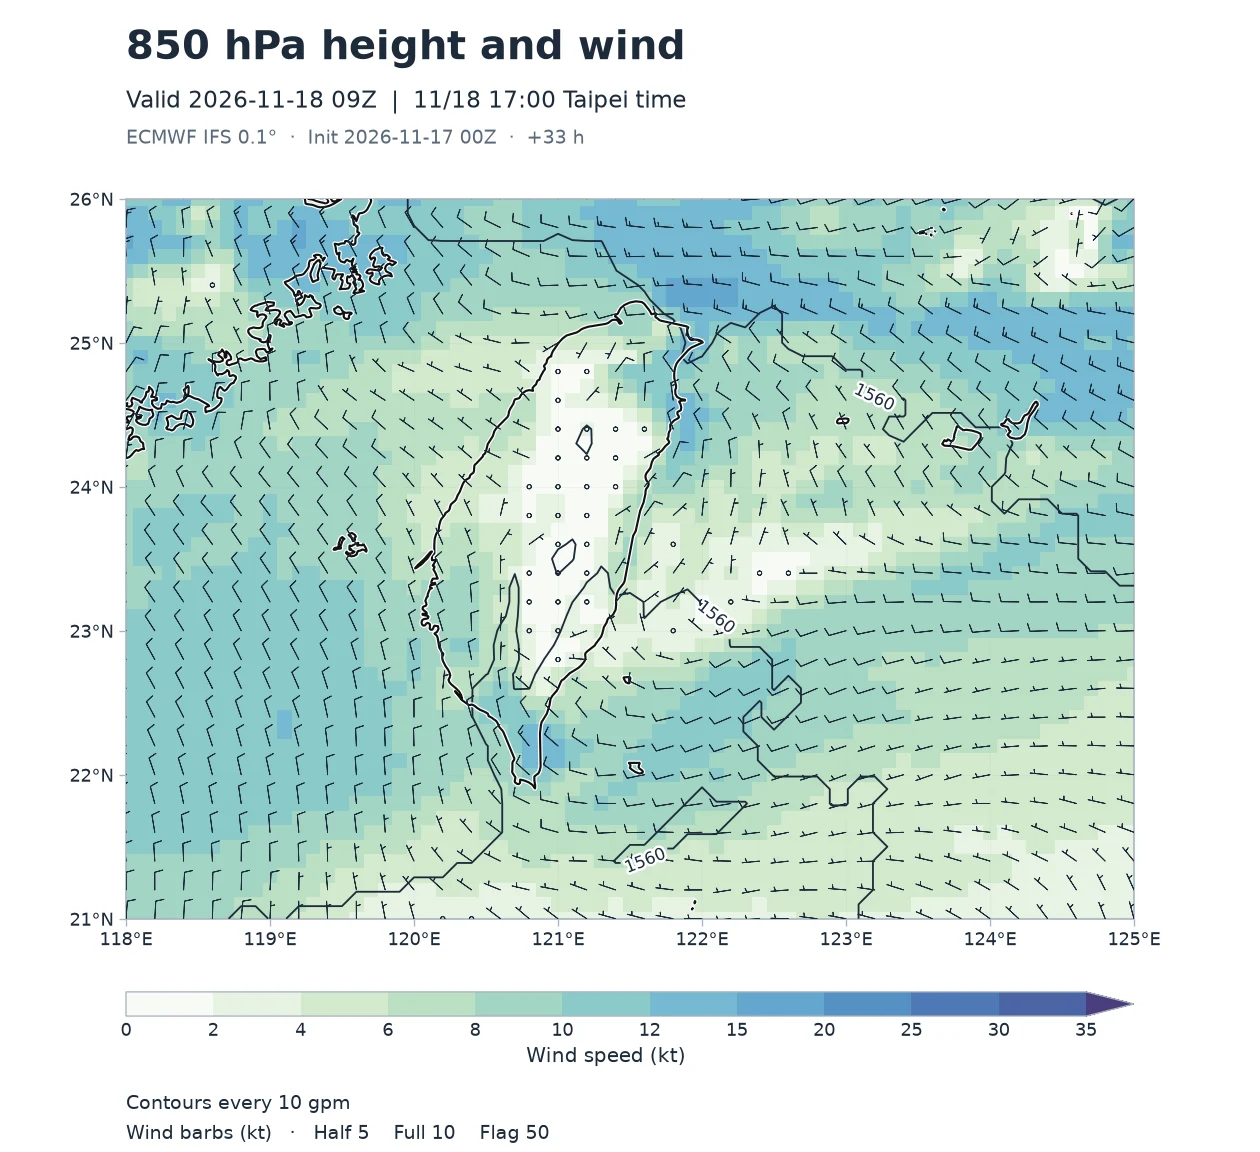 850 hPa height and wind
Valid 2026-11-18 09Z | 11/18 17:00 Taipei time
ECMWF IFS 0.1° · Init 2026-11-17 00Z · +33 h
26°N
25°N
24°N
23°N
22°N
21°N
1560
1560
1560
118°E 119°E 120°E 121°E 122°E 123°E 124°E 125°E
0 2 4 6 8 10 12 15 20 25 30 35
Wind speed (kt)
Contours every 10 gpm
Wind barbs (kt) · Half 5 Full 10 Flag 50